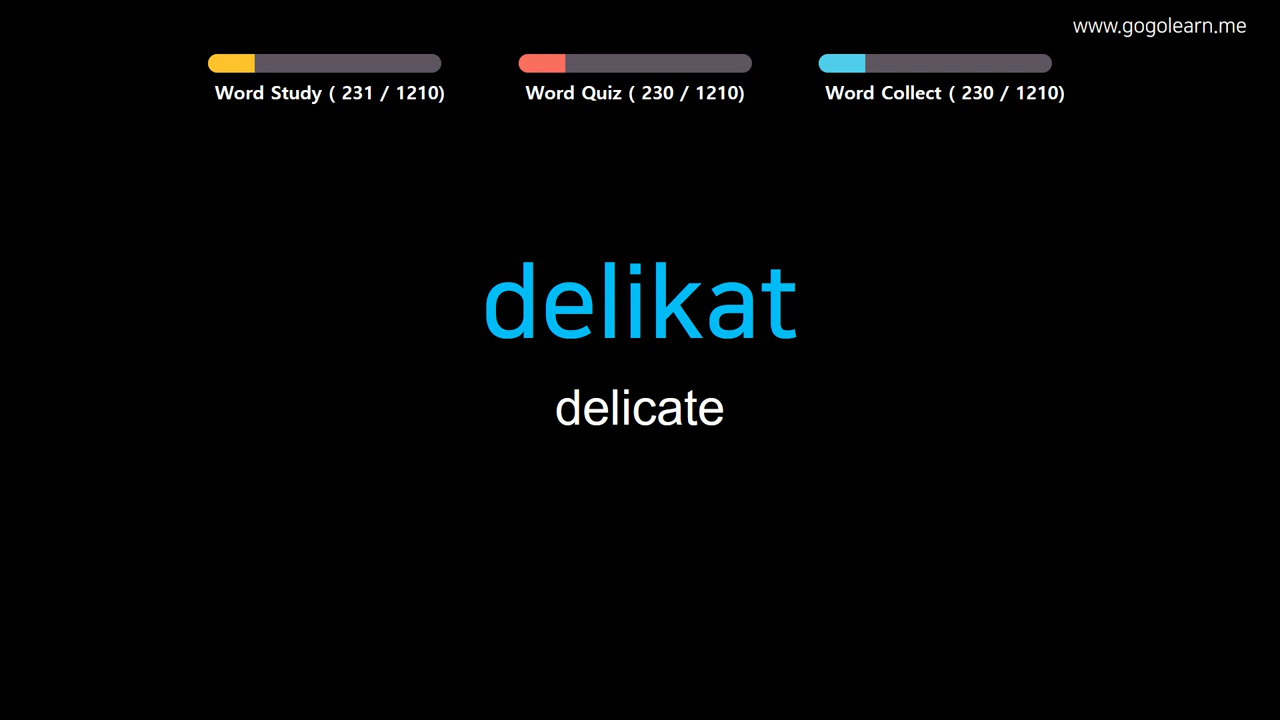 www.gogolearn.me
Word Study ( 231 / 1210)
Word Quiz ( 230 / 1210)
Word Collect ( 230 / 1210)
delikat
delicate